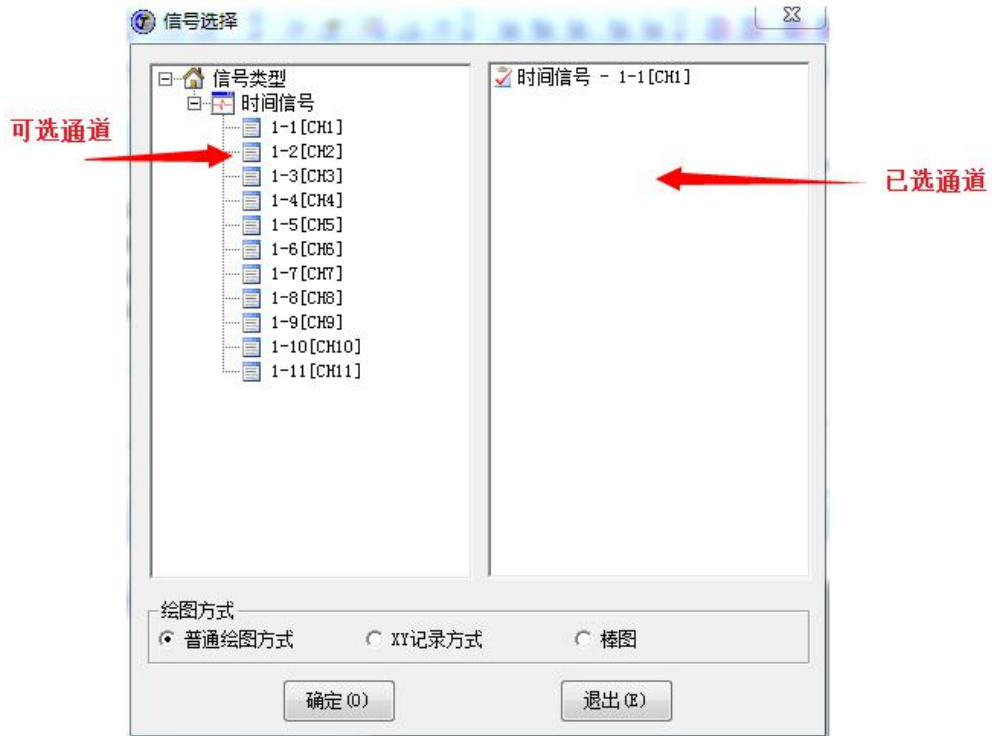 信号选择
信号类型
时间信号
1-1[CH1]
1-2[CH2]
1-3[CH3]
1-4[CH4]
1-5[CH5]
1-6[CH6]
1-7[CH7]
1-8[CH8]
1-9[CH9]
1-10[CH10]
1-11[CH11]
时间信号 - 1-1[CH1]
可选通道
已选通道
绘图方式
普通绘图方式 XY记录方式 棒图
确定(O) 退出(E)